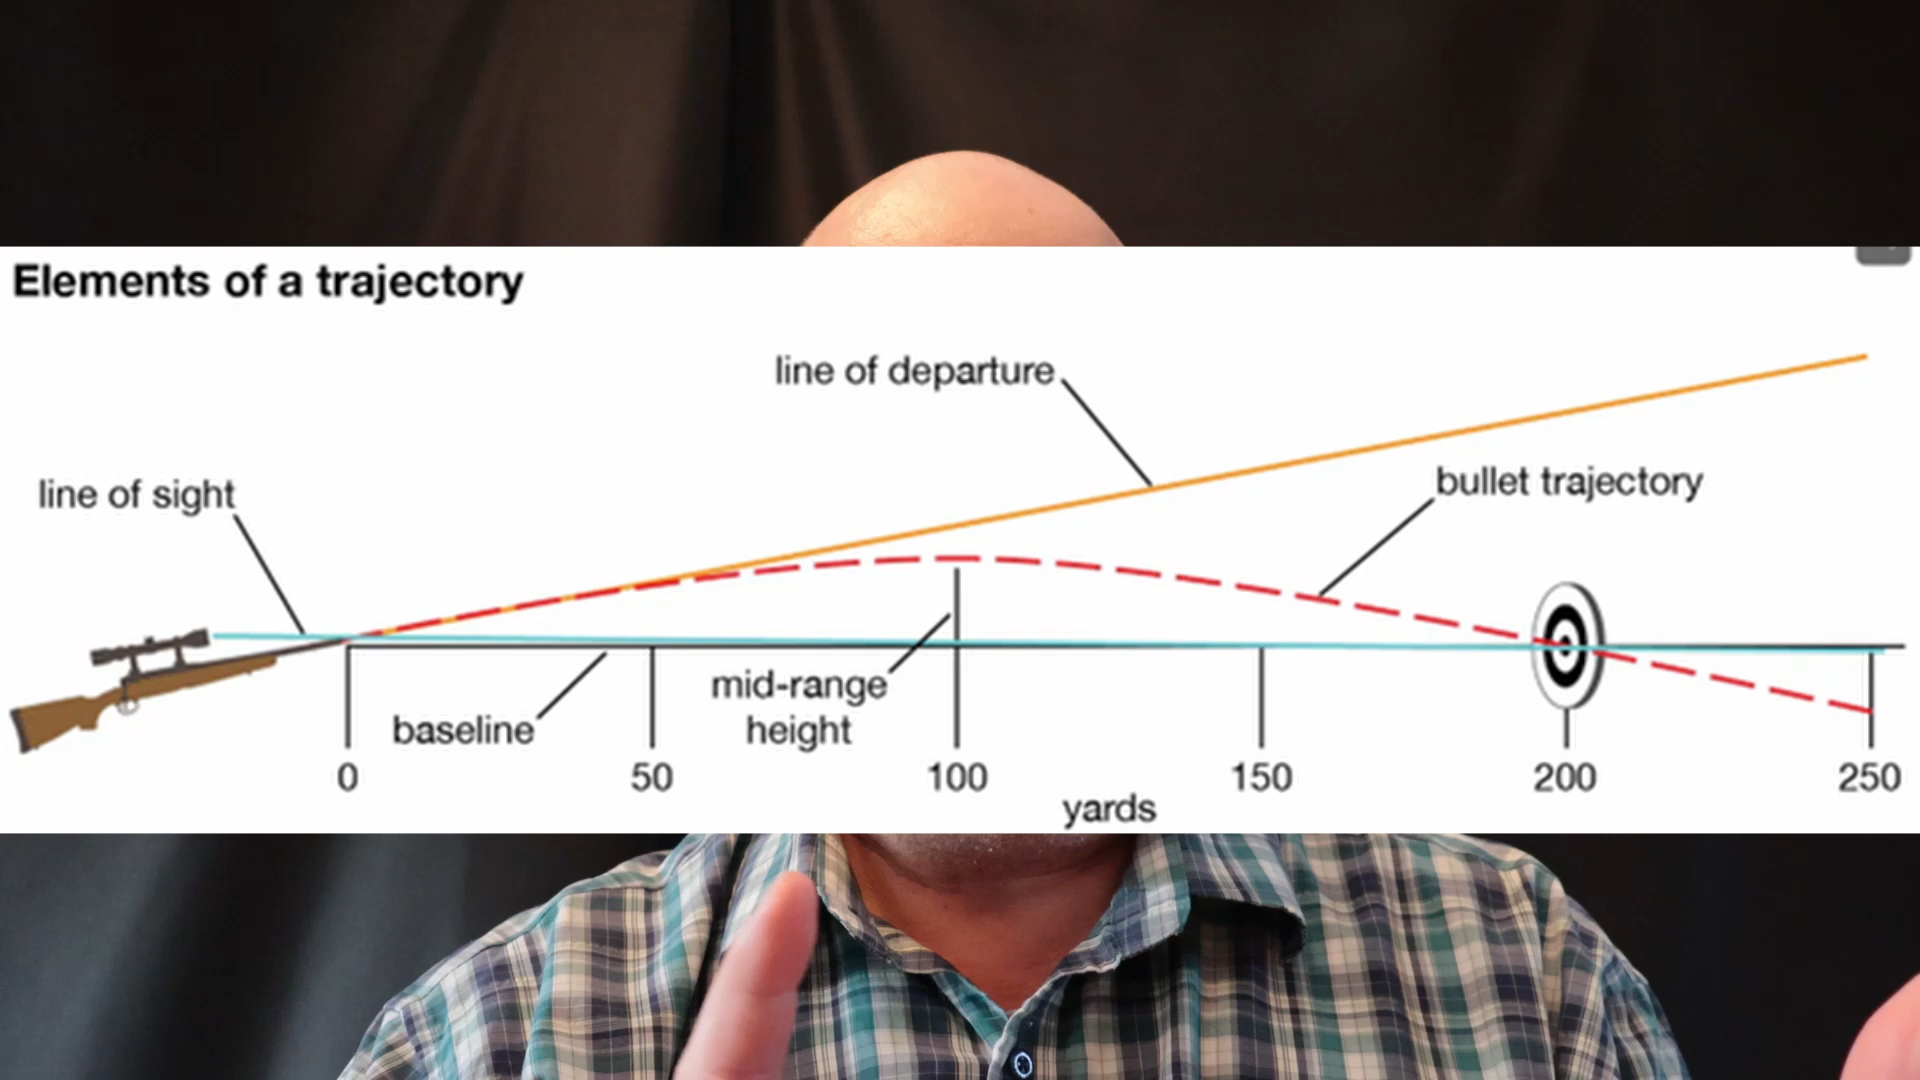 Elements of a trajectory
line of departure
line of sight
bullet trajectory
mid-range
height
baseline
0 50 100 150 200 250
yards